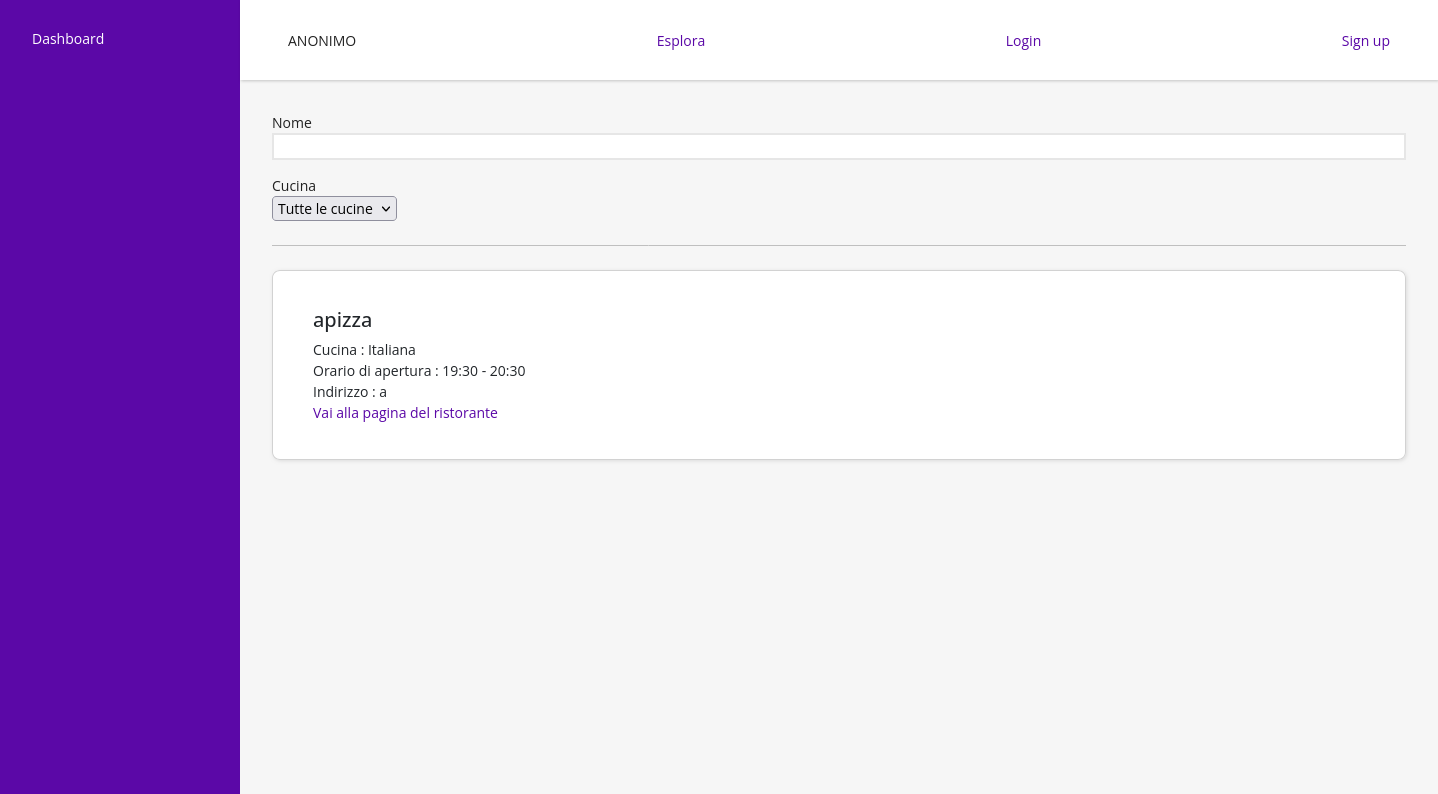 Dashboard
ANONIMO Esplora Login Sign up
Nome
Cucina
Tutte le cucine
apizza
Cucina : Italiana
Orario di apertura : 19:30 - 20:30
Indirizzo : a
Vai alla pagina del ristorante